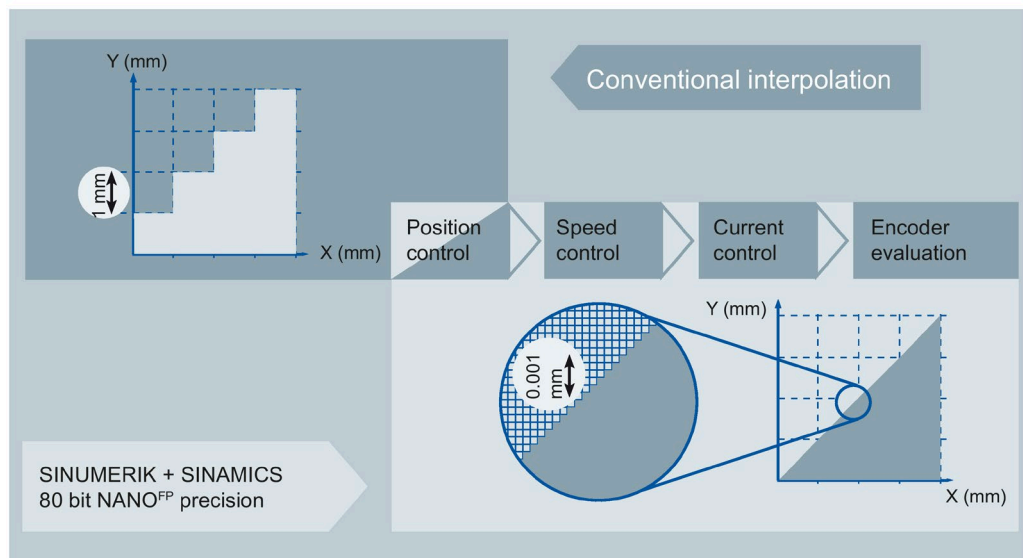 Y (mm)
Conventional interpolation
1 mm
X (mm)
Position
control
Speed
control
Current
control
Encoder
evaluation
Y (mm)
0.001
mm
SINUMERIK + SINAMICS
80 bit NANOFP precision
X (mm)